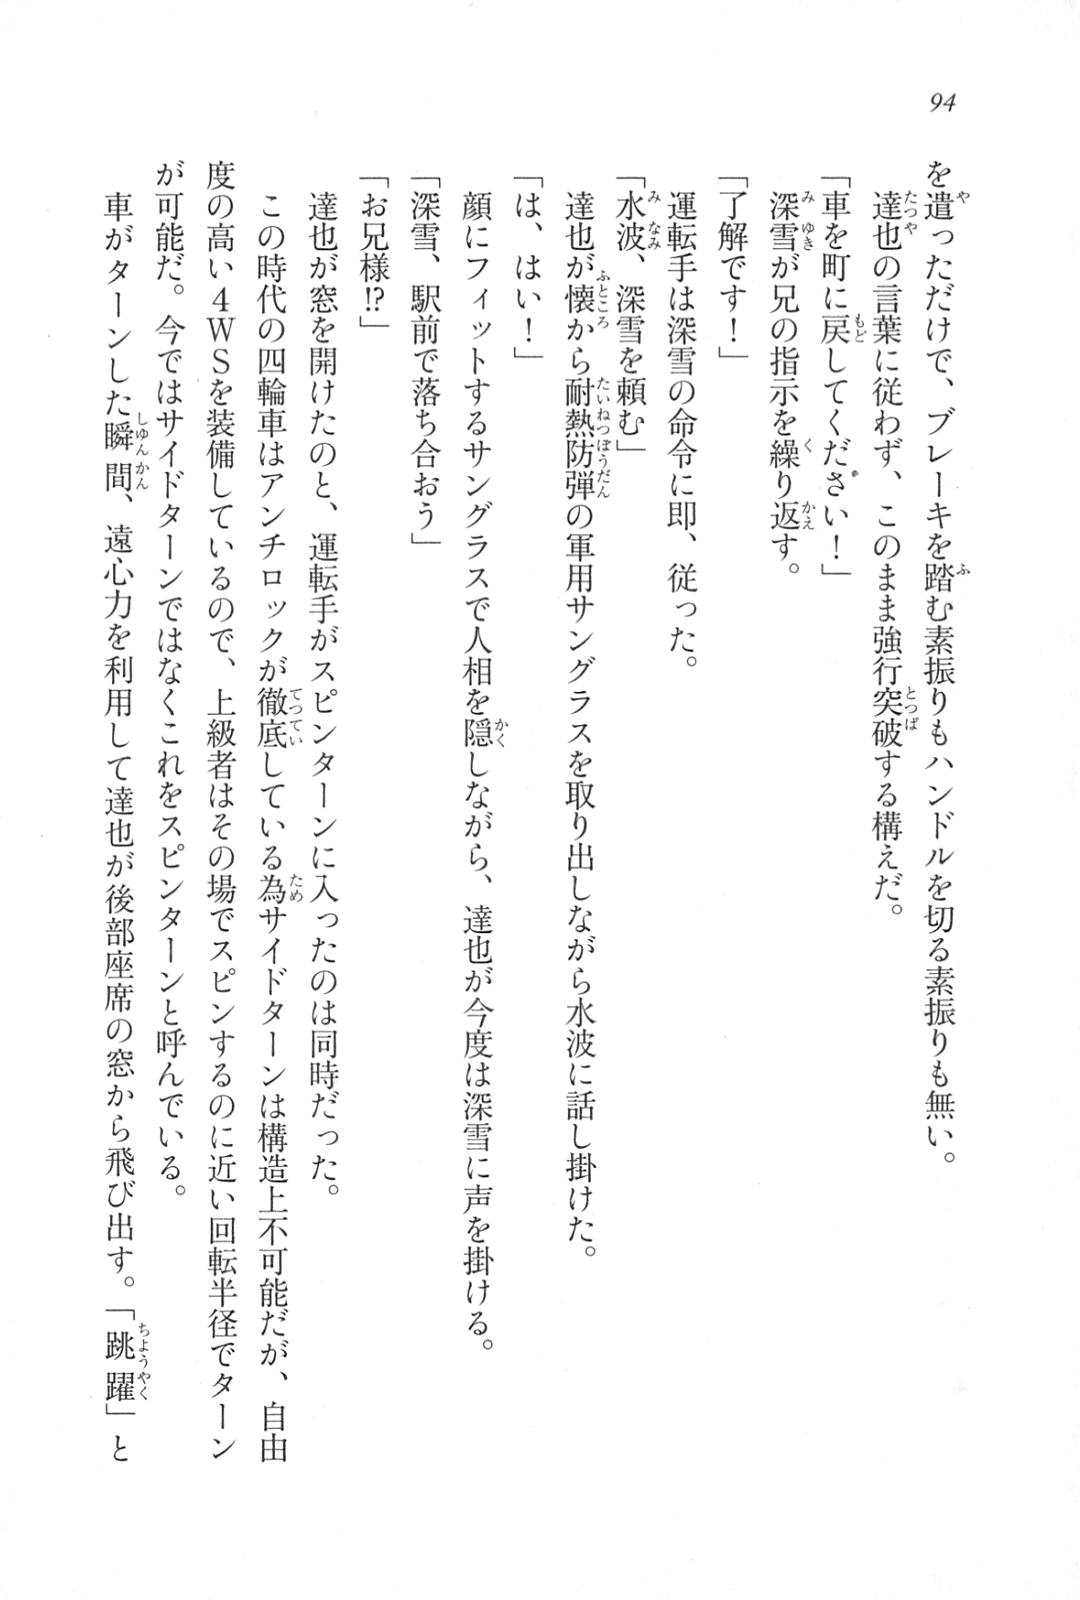 94
を遣っただけで、ブレーキを踏む素振りもハンドルを切る素振りも無い。
達也の言葉に従わず、このまま強行突破する構えだ。
「車を町に戻してください！」
深雪が兄の指示を繰り返す。
「了解です！」
運転手は深雪の命令に即、従った。
「水波、深雪を頼む」
達也が懐から耐熱防弾の軍用サングラスを取り出しながら水波に話し掛けた。
「は、はい！」
顔にフィットするサングラスで人相を隠しながら、達也が今度は深雪に声を掛ける。
「深雪、駅前で落ち合おう」
「お兄様!?」
達也が窓を開けたのと、運転手がスピンターンに入ったのは同時だった。
この時代の四輪車はアンチロックが徹底している為サイドターンは構造上不可能だが、自由
度の高い4WSを装備しているので、上級者はその場でスピンするのに近い回転半径でターン
が可能だ。今ではサイドターンではなくこれをスピンターンと呼んでいる。
車がターンした瞬間、遠心力を利用して達也が後部座席の窓から飛び出す。「跳躍」と